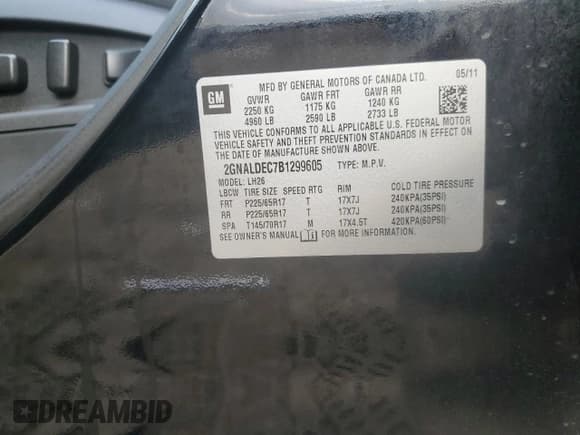 GM
MFD BY GENERAL MOTORS OF CANADA LTD. 05/11
GVWR GAWR FRT GAWR RR
2250 KG 1175 KG 1240 KG
4960 LB 2590 LB 2733 LB
THIS VEHICLE CONFORMS TO ALL APPLICABLE U.S. FEDERAL MOTOR
VEHICLE SAFETY AND THEFT PREVENTION STANDARDS IN EFFECT ON
THE DATE OF MANUFACTURE SHOWN ABOVE.
2GNALDEC7B1299605 TYPE: M.P.V.
MODEL: LH26
LBCW TIRE SIZE SPEED RTG RIM COLD TIRE PRESSURE
FRT P225/65R17 T 17X7J 240KPA(35PSI)
RR P225/65R17 T 17X7J 240KPA(35PSI)
SPA T145/70R17 M 17X4.5T 420KPA(60PSI)
SEE OWNER'S MANUAL FOR MORE INFORMATION.
DREAMBID